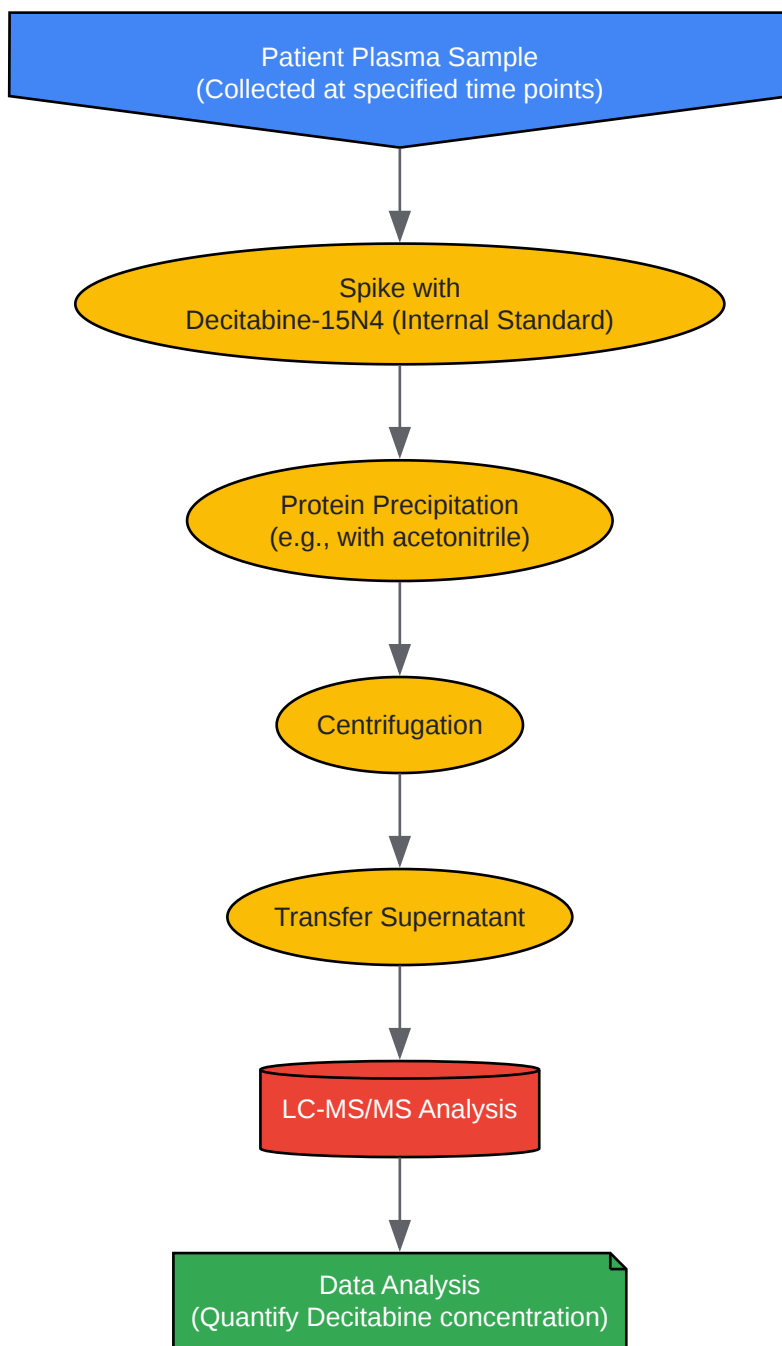 Patient Plasma Sample
(Collected at specified time points)
Spike with
Decitabine-15N4 (Internal Standard)
Protein Precipitation
(e.g., with acetonitrile)
Centrifugation
Transfer Supernatant
LC-MS/MS Analysis
Data Analysis
(Quantify Decitabine concentration)